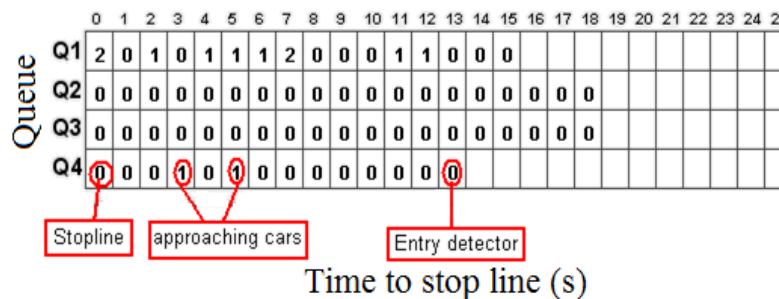 0 1 2 3 4 5 6 7 8 9 10 11 12 13 14 15 16 17 18 19 20 21 22 23 24
Q1 2 0 1 0 1 1 1 2 0 0 0 1 1 0 0 0
Q2 0 0 0 0 0 0 0 0 0 0 0 0 0 0 0 0 0 0 0
Q3 0 0 0 0 0 0 0 0 0 0 0 0 0 0 0 0 0 0 0
Q4 0 0 0 1 0 1 0 0 0 0 0 0 0 0
Queue
Stopline approaching cars Entry detector
Time to stop line (s)